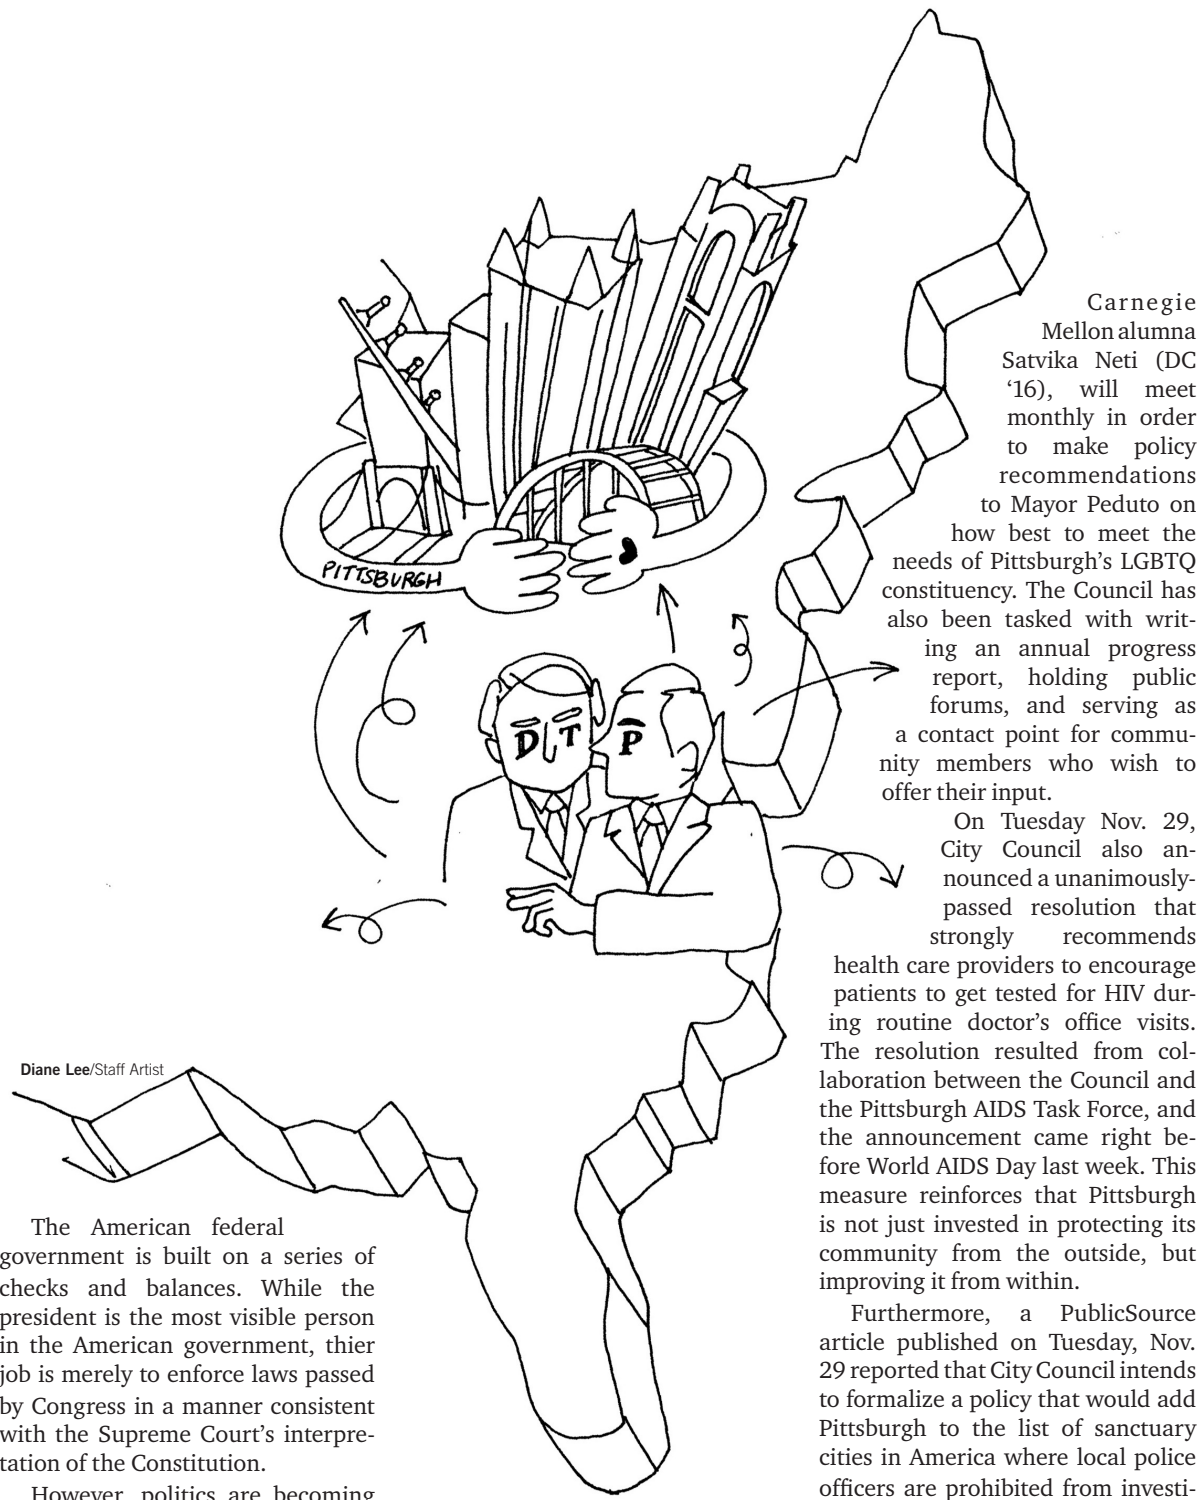 PITTSBURGH
D T P
Diane Lee/Staff Artist
The American federal
government is built on a series of
checks and balances. While the
president is the most visible person
in the American government, thier
job is merely to enforce laws passed
by Congress in a manner consistent
with the Supreme Court's interpre-
tation of the Constitution.
However, politics are becoming
Carnegie
Mellon alumna
Satvika Neti (DC
‘16), will meet
monthly in order
to make policy
recommendations
to Mayor Peduto on
how best to meet the
needs of Pittsburgh's LGBTQ
constituency. The Council has
also been tasked with writ-
ing an annual progress
report, holding public
forums, and serving as
a contact point for commu-
nity members who wish to
offer their input.
On Tuesday Nov. 29,
City Council also an-
nounced a unanimously-
passed resolution that
strongly recommends
health care providers to encourage
patients to get tested for HIV dur-
ing routine doctor's office visits.
The resolution resulted from col-
laboration between the Council and
the Pittsburgh AIDS Task Force, and
the announcement came right be-
fore World AIDS Day last week. This
measure reinforces that Pittsburgh
is not just invested in protecting its
community from the outside, but
improving it from within.
Furthermore, a PublicSource
article published on Tuesday, Nov.
29 reported that City Council intends
to formalize a policy that would add
Pittsburgh to the list of sanctuary
cities in America where local police
officers are prohibited from investi-